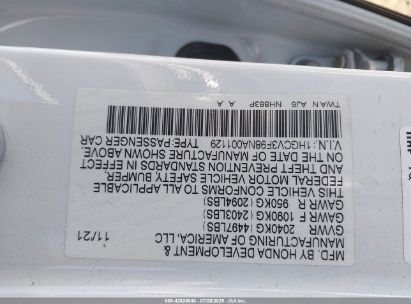 MFD. BY HONDA DEVELOPMENT &
MANUFACTURING OF AMERICA, LLC 11/21
GVWR 2040KG (4497LBS)
GAWR F 1090KG (2403LBS)
GAWR R 950KG (2094LBS)
THIS VEHICLE CONFORMS TO ALL APPLICABLE
FEDERAL MOTOR VEHICLE SAFETY BUMPER,
AND THEFT PREVENTION STANDARDS IN EFFECT
ON THE DATE OF MANUFACTURE SHOWN ABOVE.
V.I.N.: 1HGCV3F98NA001129 TYPE: PASSENGER CAR
TWAN AJ6 NH883P A A